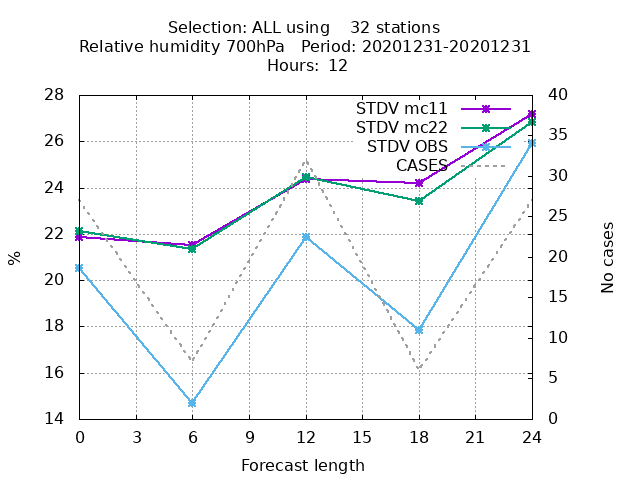 Selection: ALL using 32 stations
Relative humidity 700hPa Period: 20201231-20201231
Hours: 12
STDV mc11
STDV mc22
STDV OBS
CASES
%
28
26
24
22
20
18
16
14
40
35
30
25
20
15
10
5
0
No cases
0 3 6 9 12 15 18 21 24
Forecast length